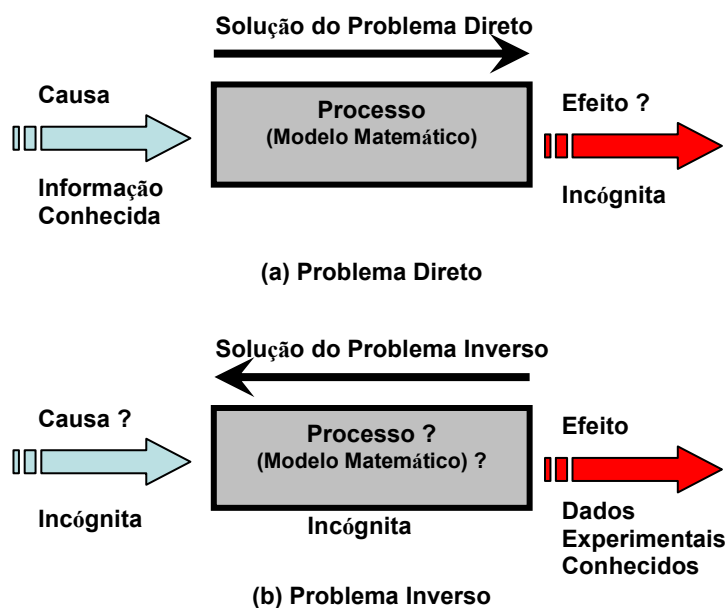 Solução do Problema Direto
Causa
Processo
(Modelo Matemático)
Efeito ?
Informação
Conhecida
Incógnita
(a) Problema Direto
Solução do Problema Inverso
Causa ?
Processo ?
(Modelo Matemático) ?
Efeito
Incógnita
Incógnita
Dados
Experimentais
Conhecidos
(b) Problema Inverso